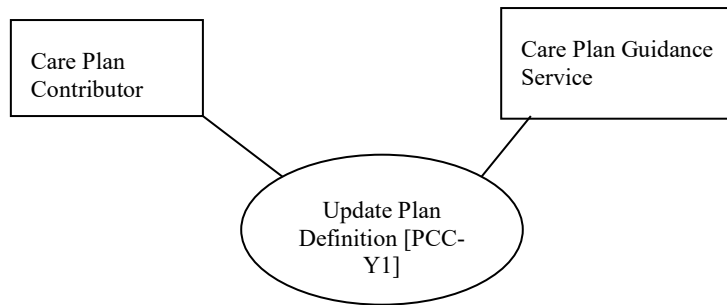 Care Plan
Contributor
Care Plan Guidance
Service
Update Plan
Definition [PCC-
Y1]